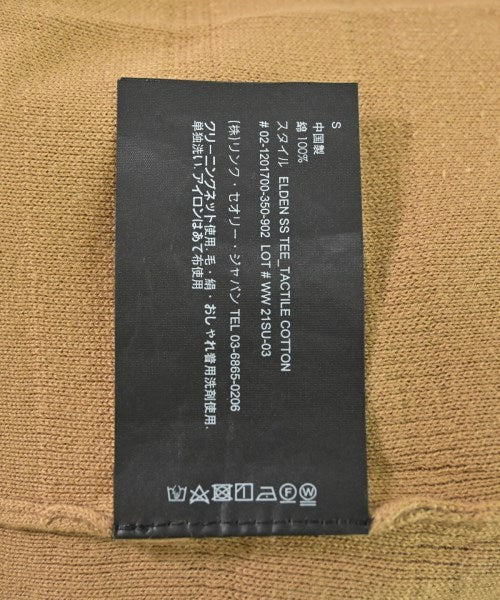 S
中国製
綿 100%
スタイル ELDEN SS TEE_TACTILE COTTON
# 02-1201700-350-902 LOT # WW 21SU-03
(株)リンク・セオリー・ジャパン TEL 03-6865-0206
クリーニングネット使用. 毛・絹・おしゃれ着用洗剤使用.
単独洗い.アイロンはあて布使用